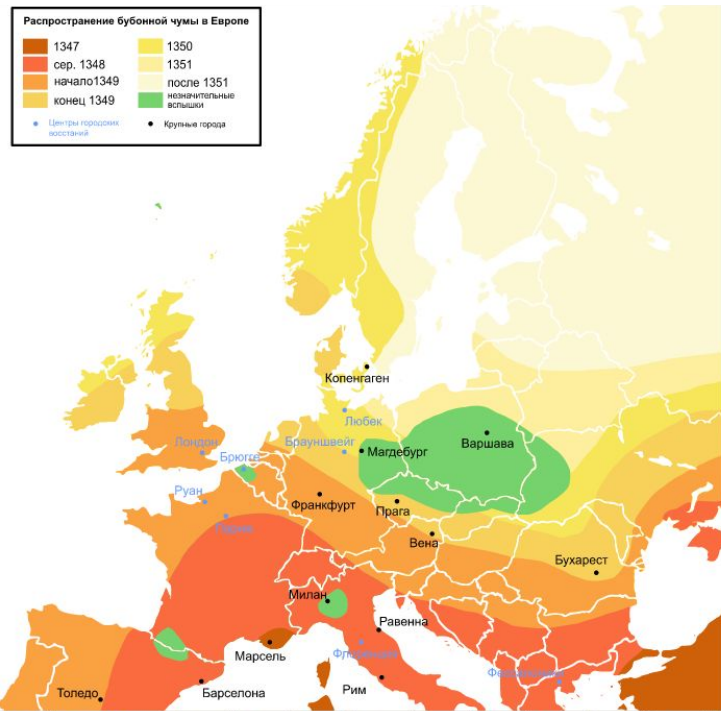 Распространение бубонной чумы в Европе
1347
сер. 1348
начало1349
конец 1349
1350
1351
после 1351
незначительные
вспышки
Центры городских
восстаний
Крупные города
Копенгаген
Любек
Лондон
Брюгге
Брауншвейг
Магдебург
Варшава
Руан
Париж
Франкфурт
Прага
Вена
Бухарест
Милан
Равенна
Марсель
Флоренция
Толедо
Барселона
Рим